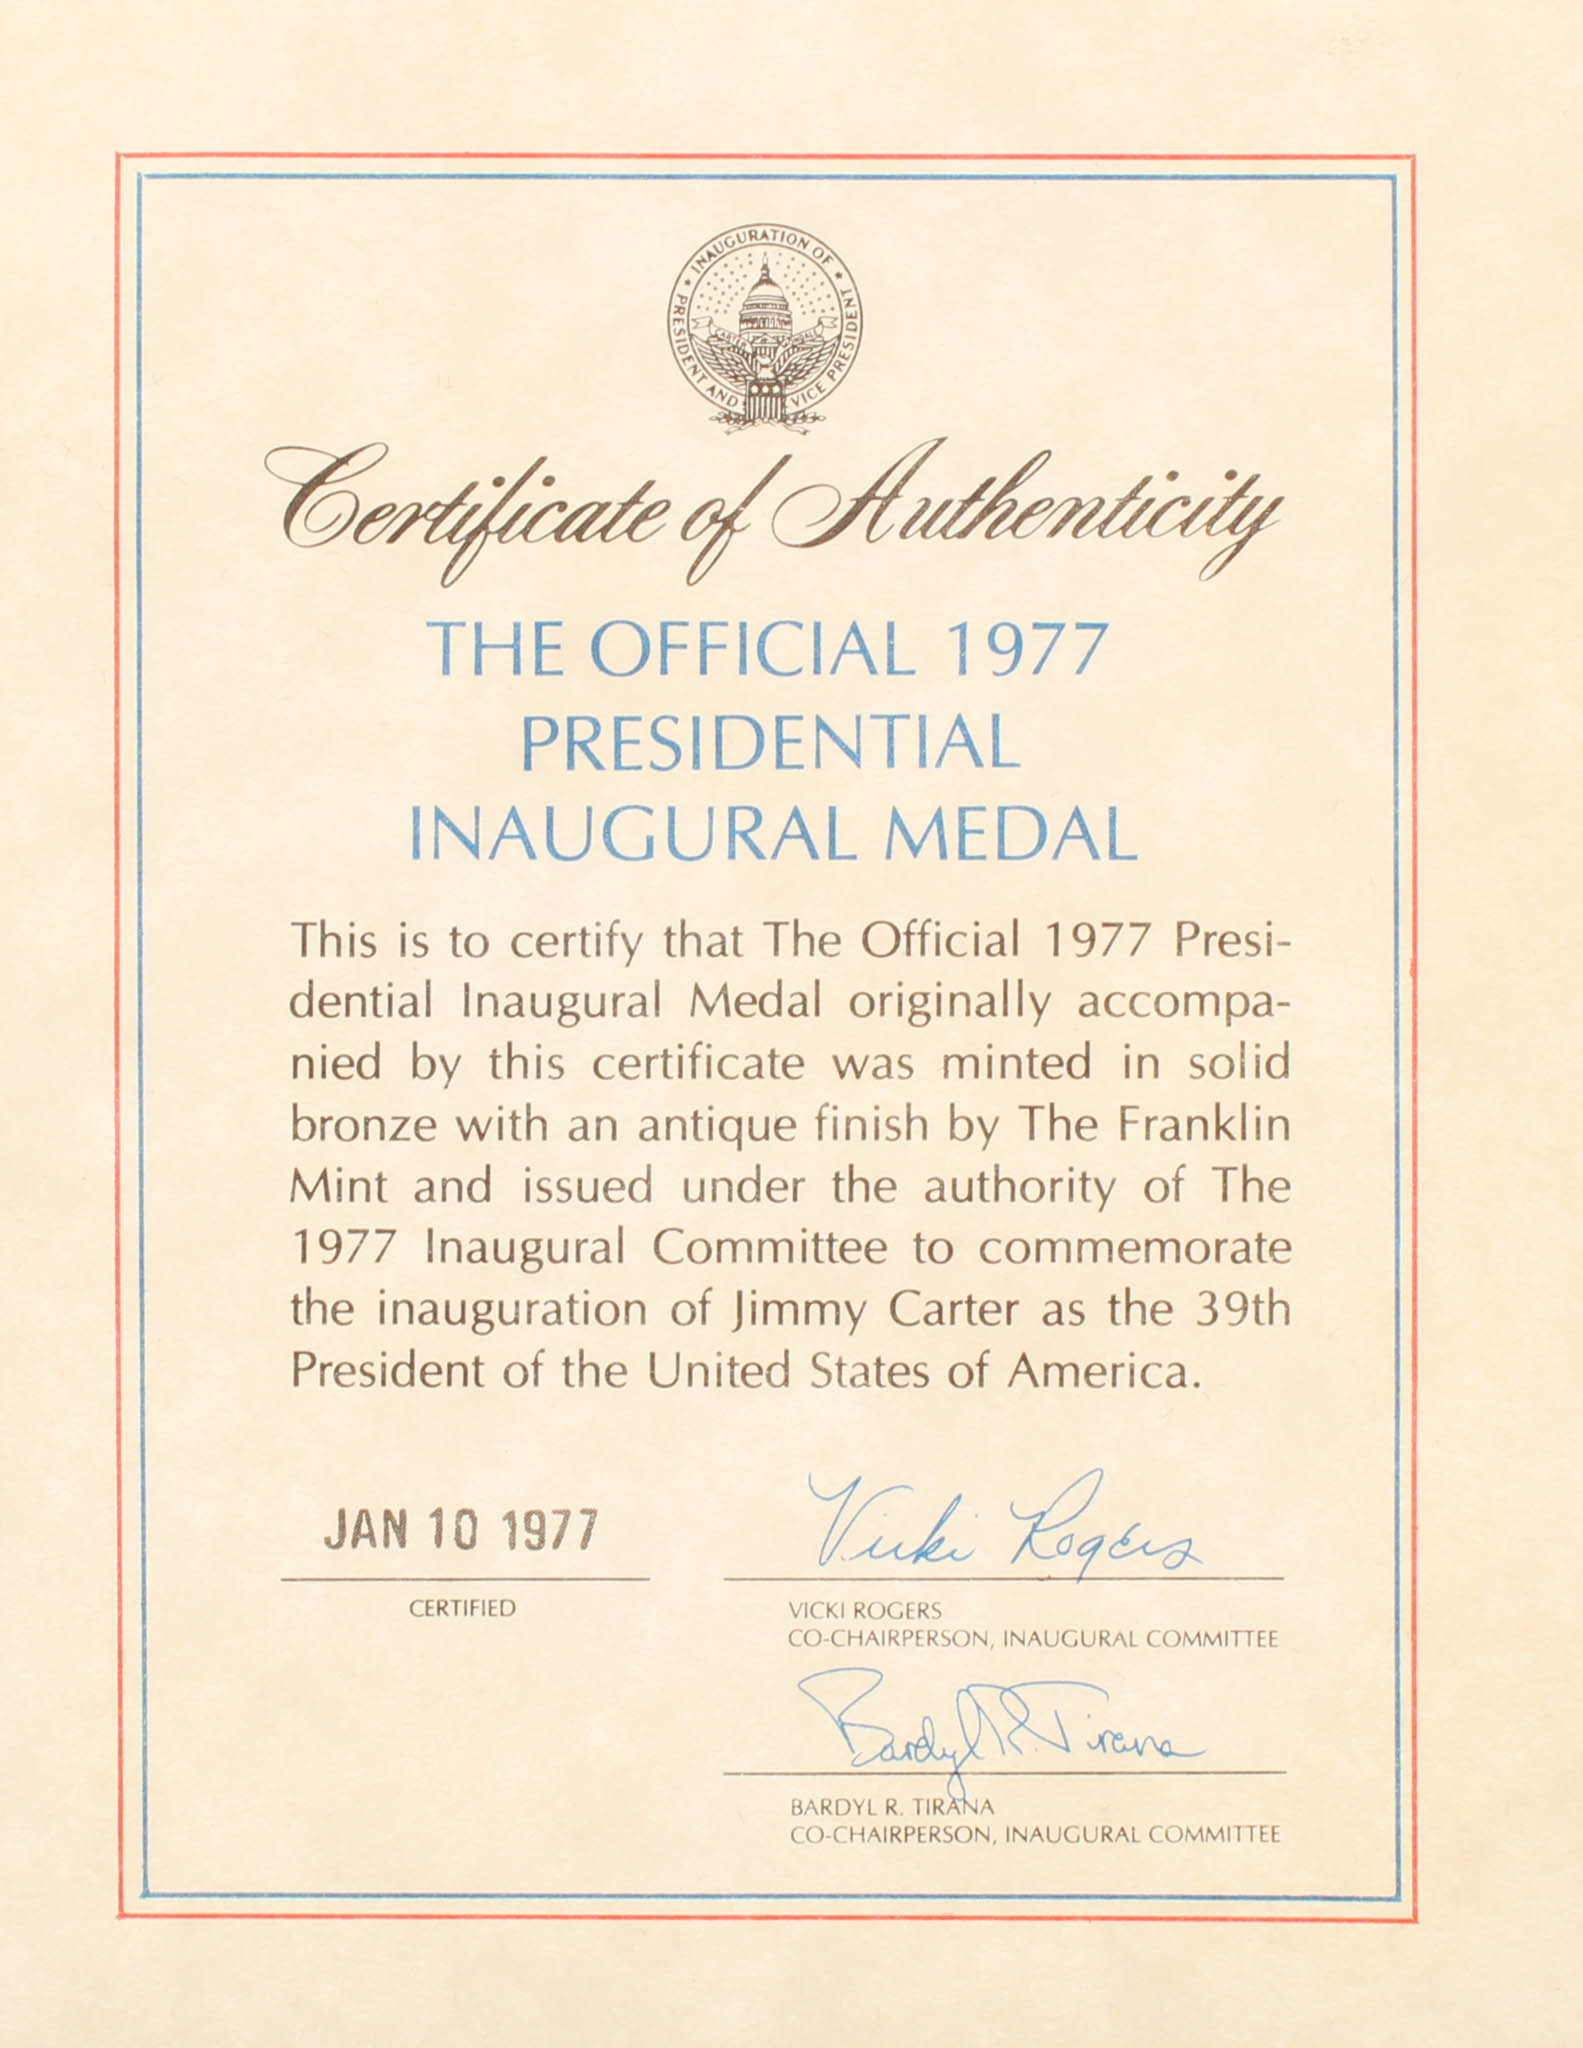 INAUGURATION OF
PRESIDENT AND VICE PRESIDENT
CARTER MONDALE
Certificate of Authenticity
THE OFFICIAL 1977
PRESIDENTIAL
INAUGURAL MEDAL
This is to certify that The Official 1977 Presi-
dential Inaugural Medal originally accompa-
nied by this certificate was minted in solid
bronze with an antique finish by The Franklin
Mint and issued under the authority of The
1977 Inaugural Committee to commemorate
the inauguration of Jimmy Carter as the 39th
President of the United States of America.
JAN 10 1977
CERTIFIED
Vicki Rogers
VICKI ROGERS
CO-CHAIRPERSON, INAUGURAL COMMITTEE
Bardyl R. Tirana
BARDYL R. TIRANA
CO-CHAIRPERSON, INAUGURAL COMMITTEE